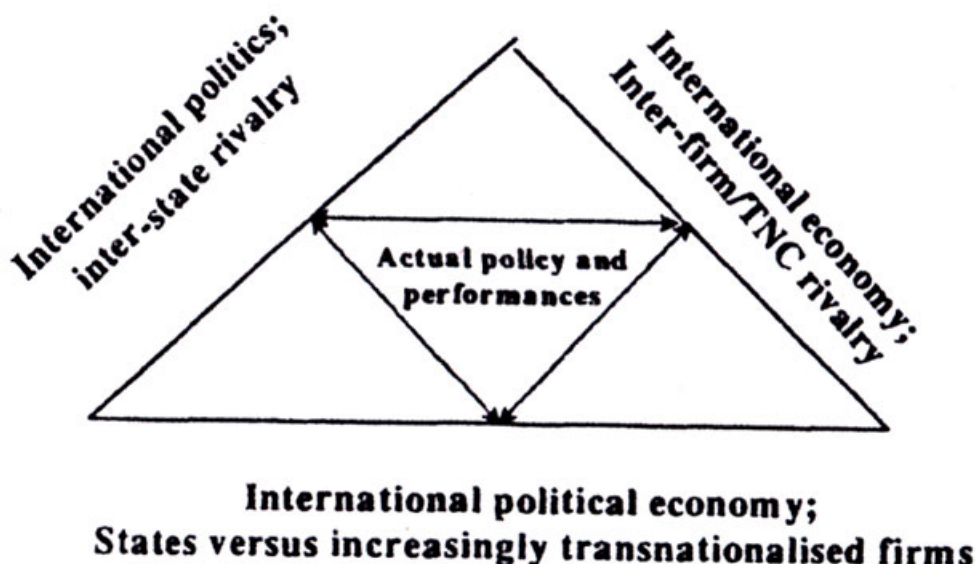 International politics;
inter-state rivalry
International economy;
Inter-firm/TNC rivalry
Actual policy and
performances
International political economy;
States versus increasingly transnationalised firms